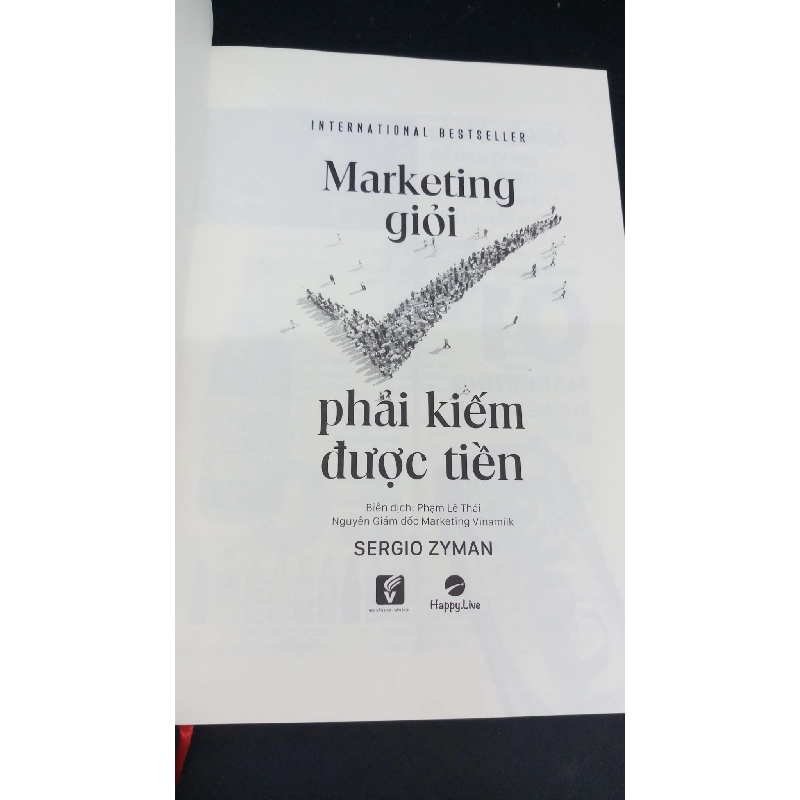 INTERNATIONAL BESTSELLER
Marketing
giỏi
phải kiếm
được tiền
Biên dịch: Phạm Lê Thái
Nguyên Giám đốc Marketing Vinamilk
SERGIO ZYMAN
Happy.Live